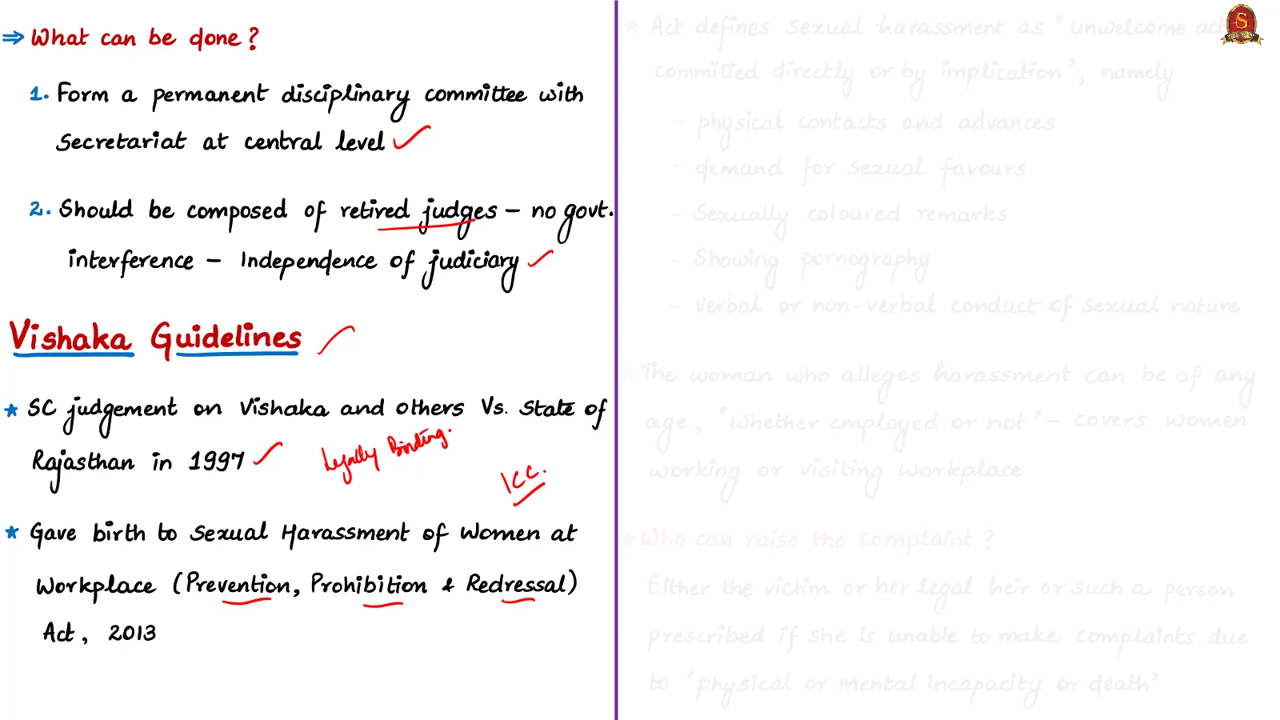 ⇒ What can be done?
1. Form a permanent disciplinary committee with
Secretariat at central level
2. Should be composed of retired judges – no govt.
interference – Independence of judiciary
Vishaka Guidelines
* SC judgement on Vishaka and others Vs. State of
Rajasthan in 1997
Legally Binding.
ICC.
* Gave birth to Sexual Harassment of Women at
Workplace (Prevention, Prohibition & Redressal)
Act, 2013
* Act defines Sexual harassment as "unwelcome acts
committed directly or by implication", namely
- physical contacts and advances
- demand for sexual favours
- Sexually coloured remarks
- Showing pornography
- verbal or non-verbal conduct of sexual nature
* The woman who alleges harassment can be of any
age, "whether employed or not" – covers women
working or visiting workplace
* Who can raise the complaint?
Either the victim or her legal heir or such a person
prescribed if she is unable to make complaints due
to "physical or mental incapacity or death"
S